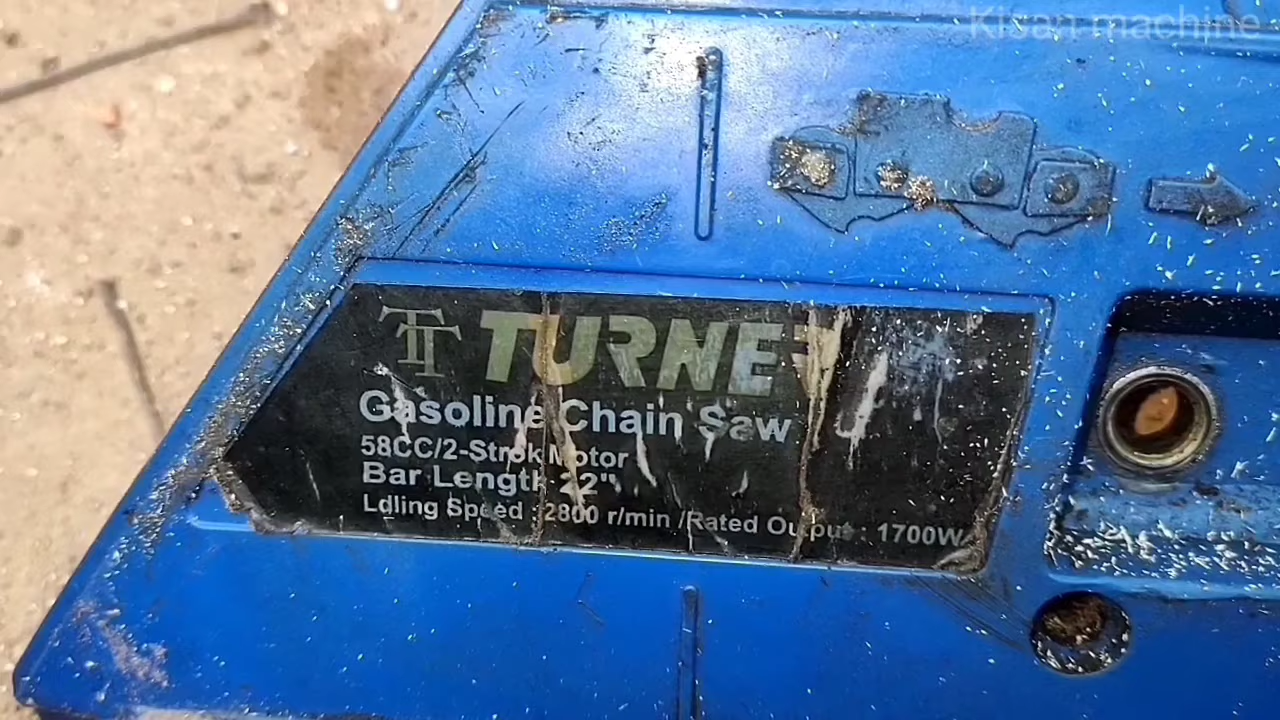 Kisan machine
TT TURNER
Gasoline Chain Saw
58CC/2-Strok Motor
Bar Length 22"
Ldling Speed : 2800 r/min /Rated Output : 1700W